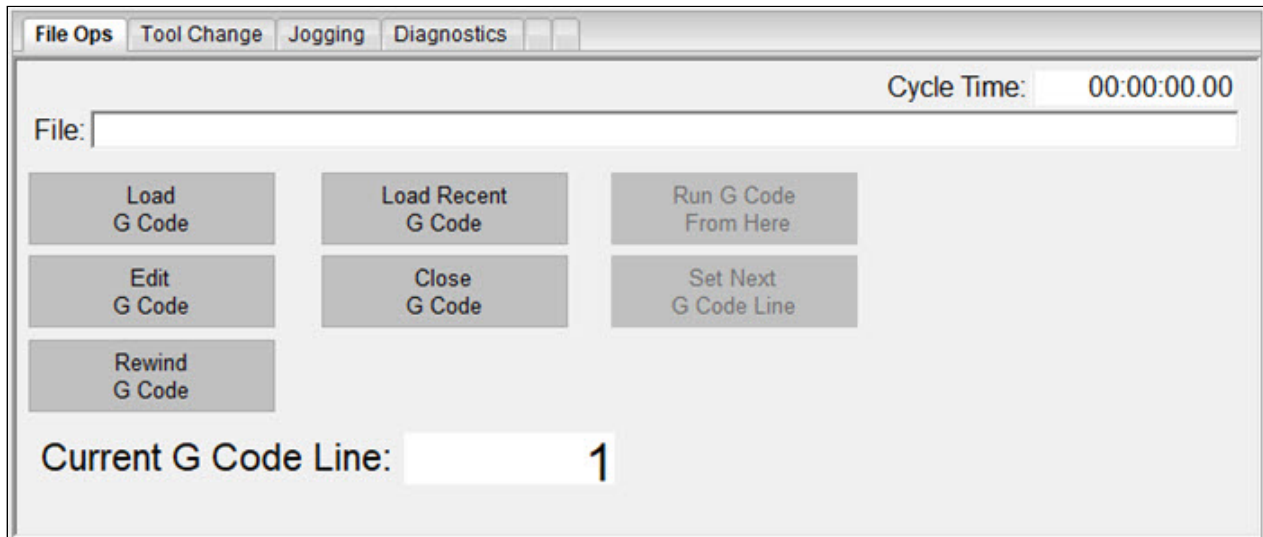 File Ops Tool Change Jogging Diagnostics
Cycle Time: 00:00:00.00
File:
Load
G Code
Load Recent
G Code
Run G Code
From Here
Edit
G Code
Close
G Code
Set Next
G Code Line
Rewind
G Code
Current G Code Line: 1